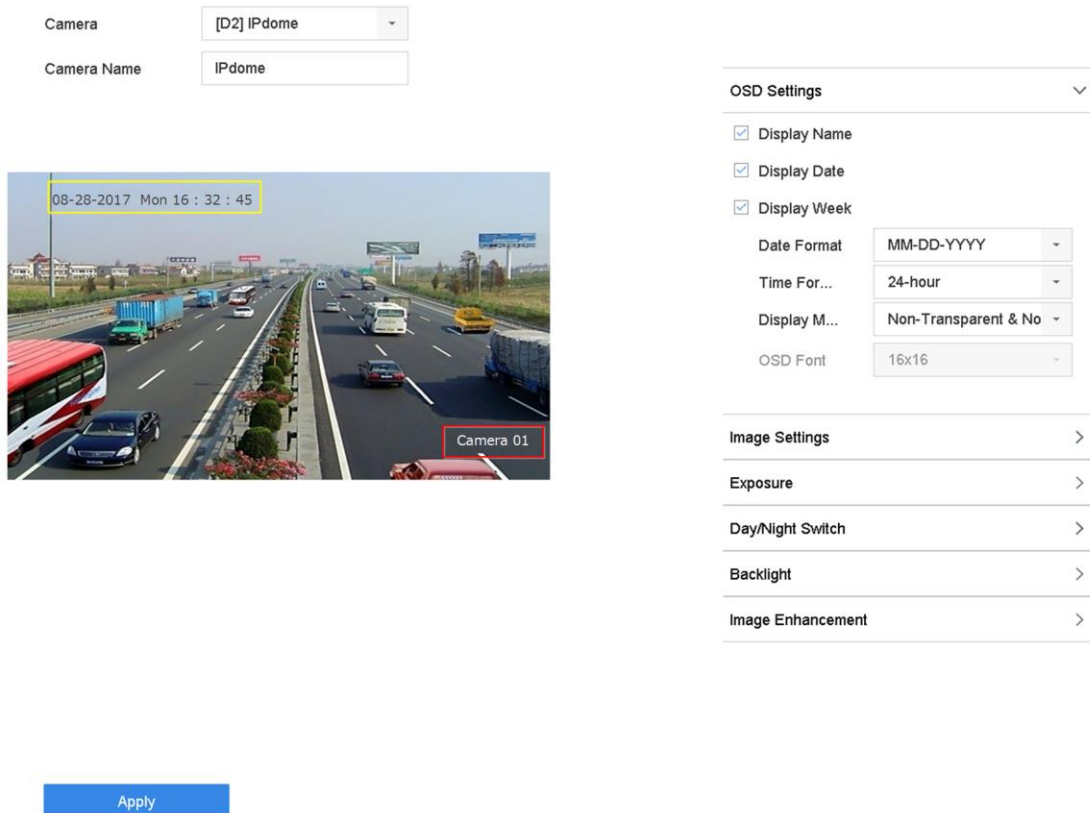 Camera [D2] IPdome
Camera Name IPdome
08-28-2017 Mon 16 : 32 : 45
Camera 01
OSD Settings
Display Name
Display Date
Display Week
Date Format MM-DD-YYYY
Time For... 24-hour
Display M... Non-Transparent & No
OSD Font 16x16
Image Settings
Exposure
Day/Night Switch
Backlight
Image Enhancement
Apply